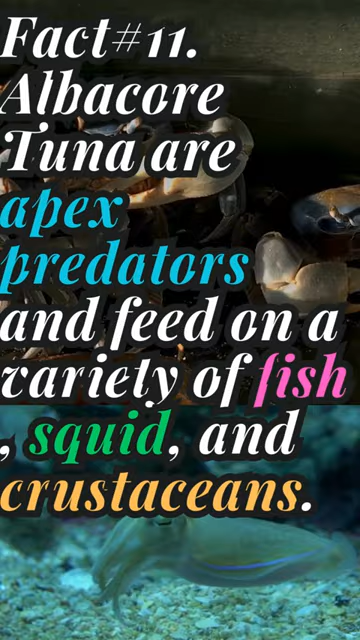 Fact#11.
Albacore
Tuna are
apex
predators
and feed on a
variety of fish
, squid, and
crustaceans.